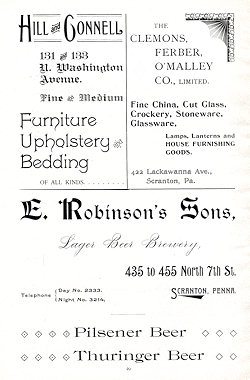 HILL AND CONNELL
131 AND 133
N. Washington
Avenue.
Fine AND Medium
Furniture
Upholstery AND
Bedding
OF ALL KINDS. . . . . . . . .
THE
CLEMONS,
FERBER,
O'MALLEY
CO., LIMITED.
Fine China, Cut Glass,
Crockery, Stoneware,
Glassware,
Lamps, Lanterns and
HOUSE FURNISHING
GOODS.
422 Lackawanna Ave.,
Scranton, Pa.
E. Robinson's Sons,
Lager Beer Brewery,
435 to 455 North 7th St.
Telephone { Day No. 2333.
{ Night No. 3214.
SCRANTON, PENNA.
Pilsener Beer
Thuringer Beer